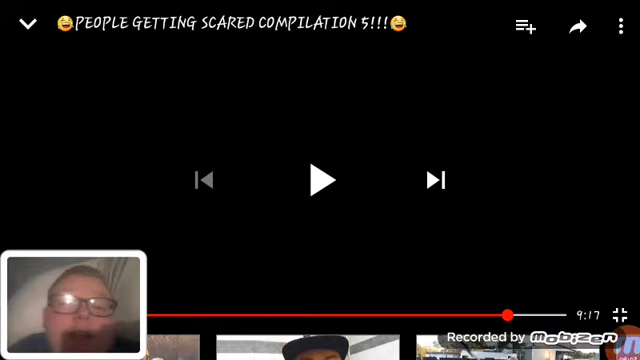 😂PEOPLE GETTING SCARED COMPILATION 5!!!😂
9:17
Recorded by mobizen